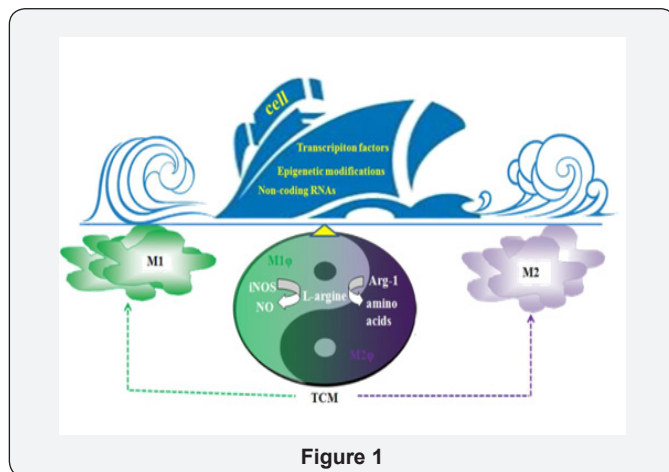 cell
Transcripiton factors
Epigenetic modifications
Non-coding RNAs
M1
M2
M1φ
iNOS
NO
L-argine
Arg-1
amino
acids
M2φ
TCM
Figure 1